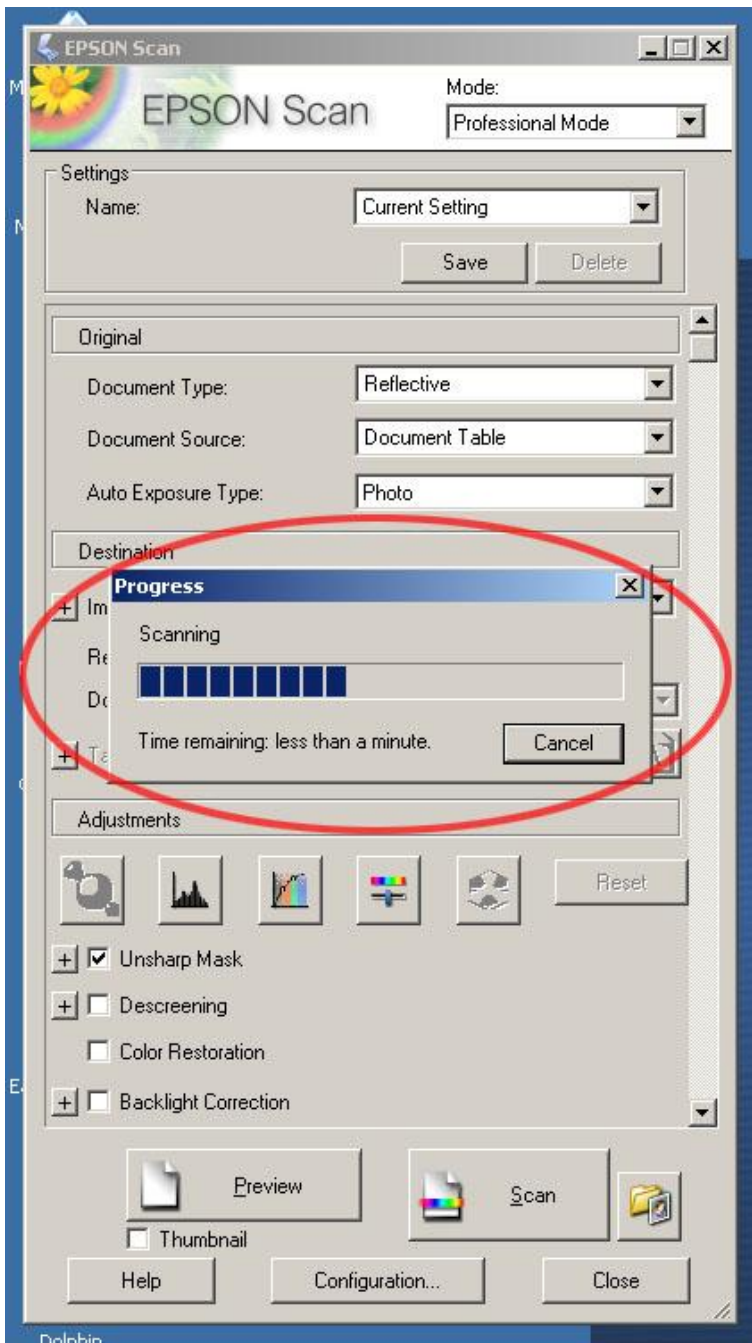 EPSON Scan
EPSON Scan
Mode:
Professional Mode
Settings
Name:
Current Setting
Save
Delete
Original
Document Type:
Reflective
Document Source:
Document Table
Auto Exposure Type:
Photo
Destination
Progress
Scanning
Time remaining: less than a minute.
Cancel
Adjustments
Reset
Unsharp Mask
Descreening
Color Restoration
Backlight Correction
Preview
Scan
Thumbnail
Help
Configuration...
Close
Dolphin